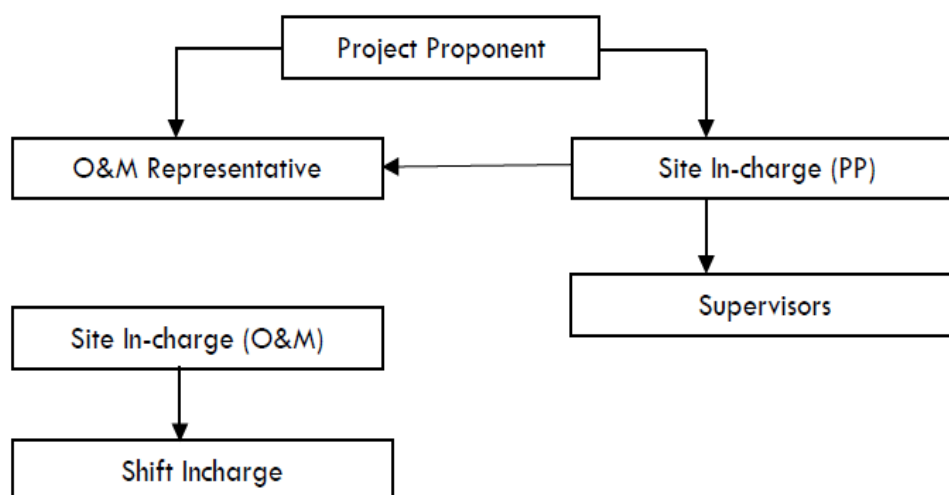 Project Proponent
O&M Representative
Site In-charge (PP)
Supervisors
Site In-charge (O&M)
Shift Incharge